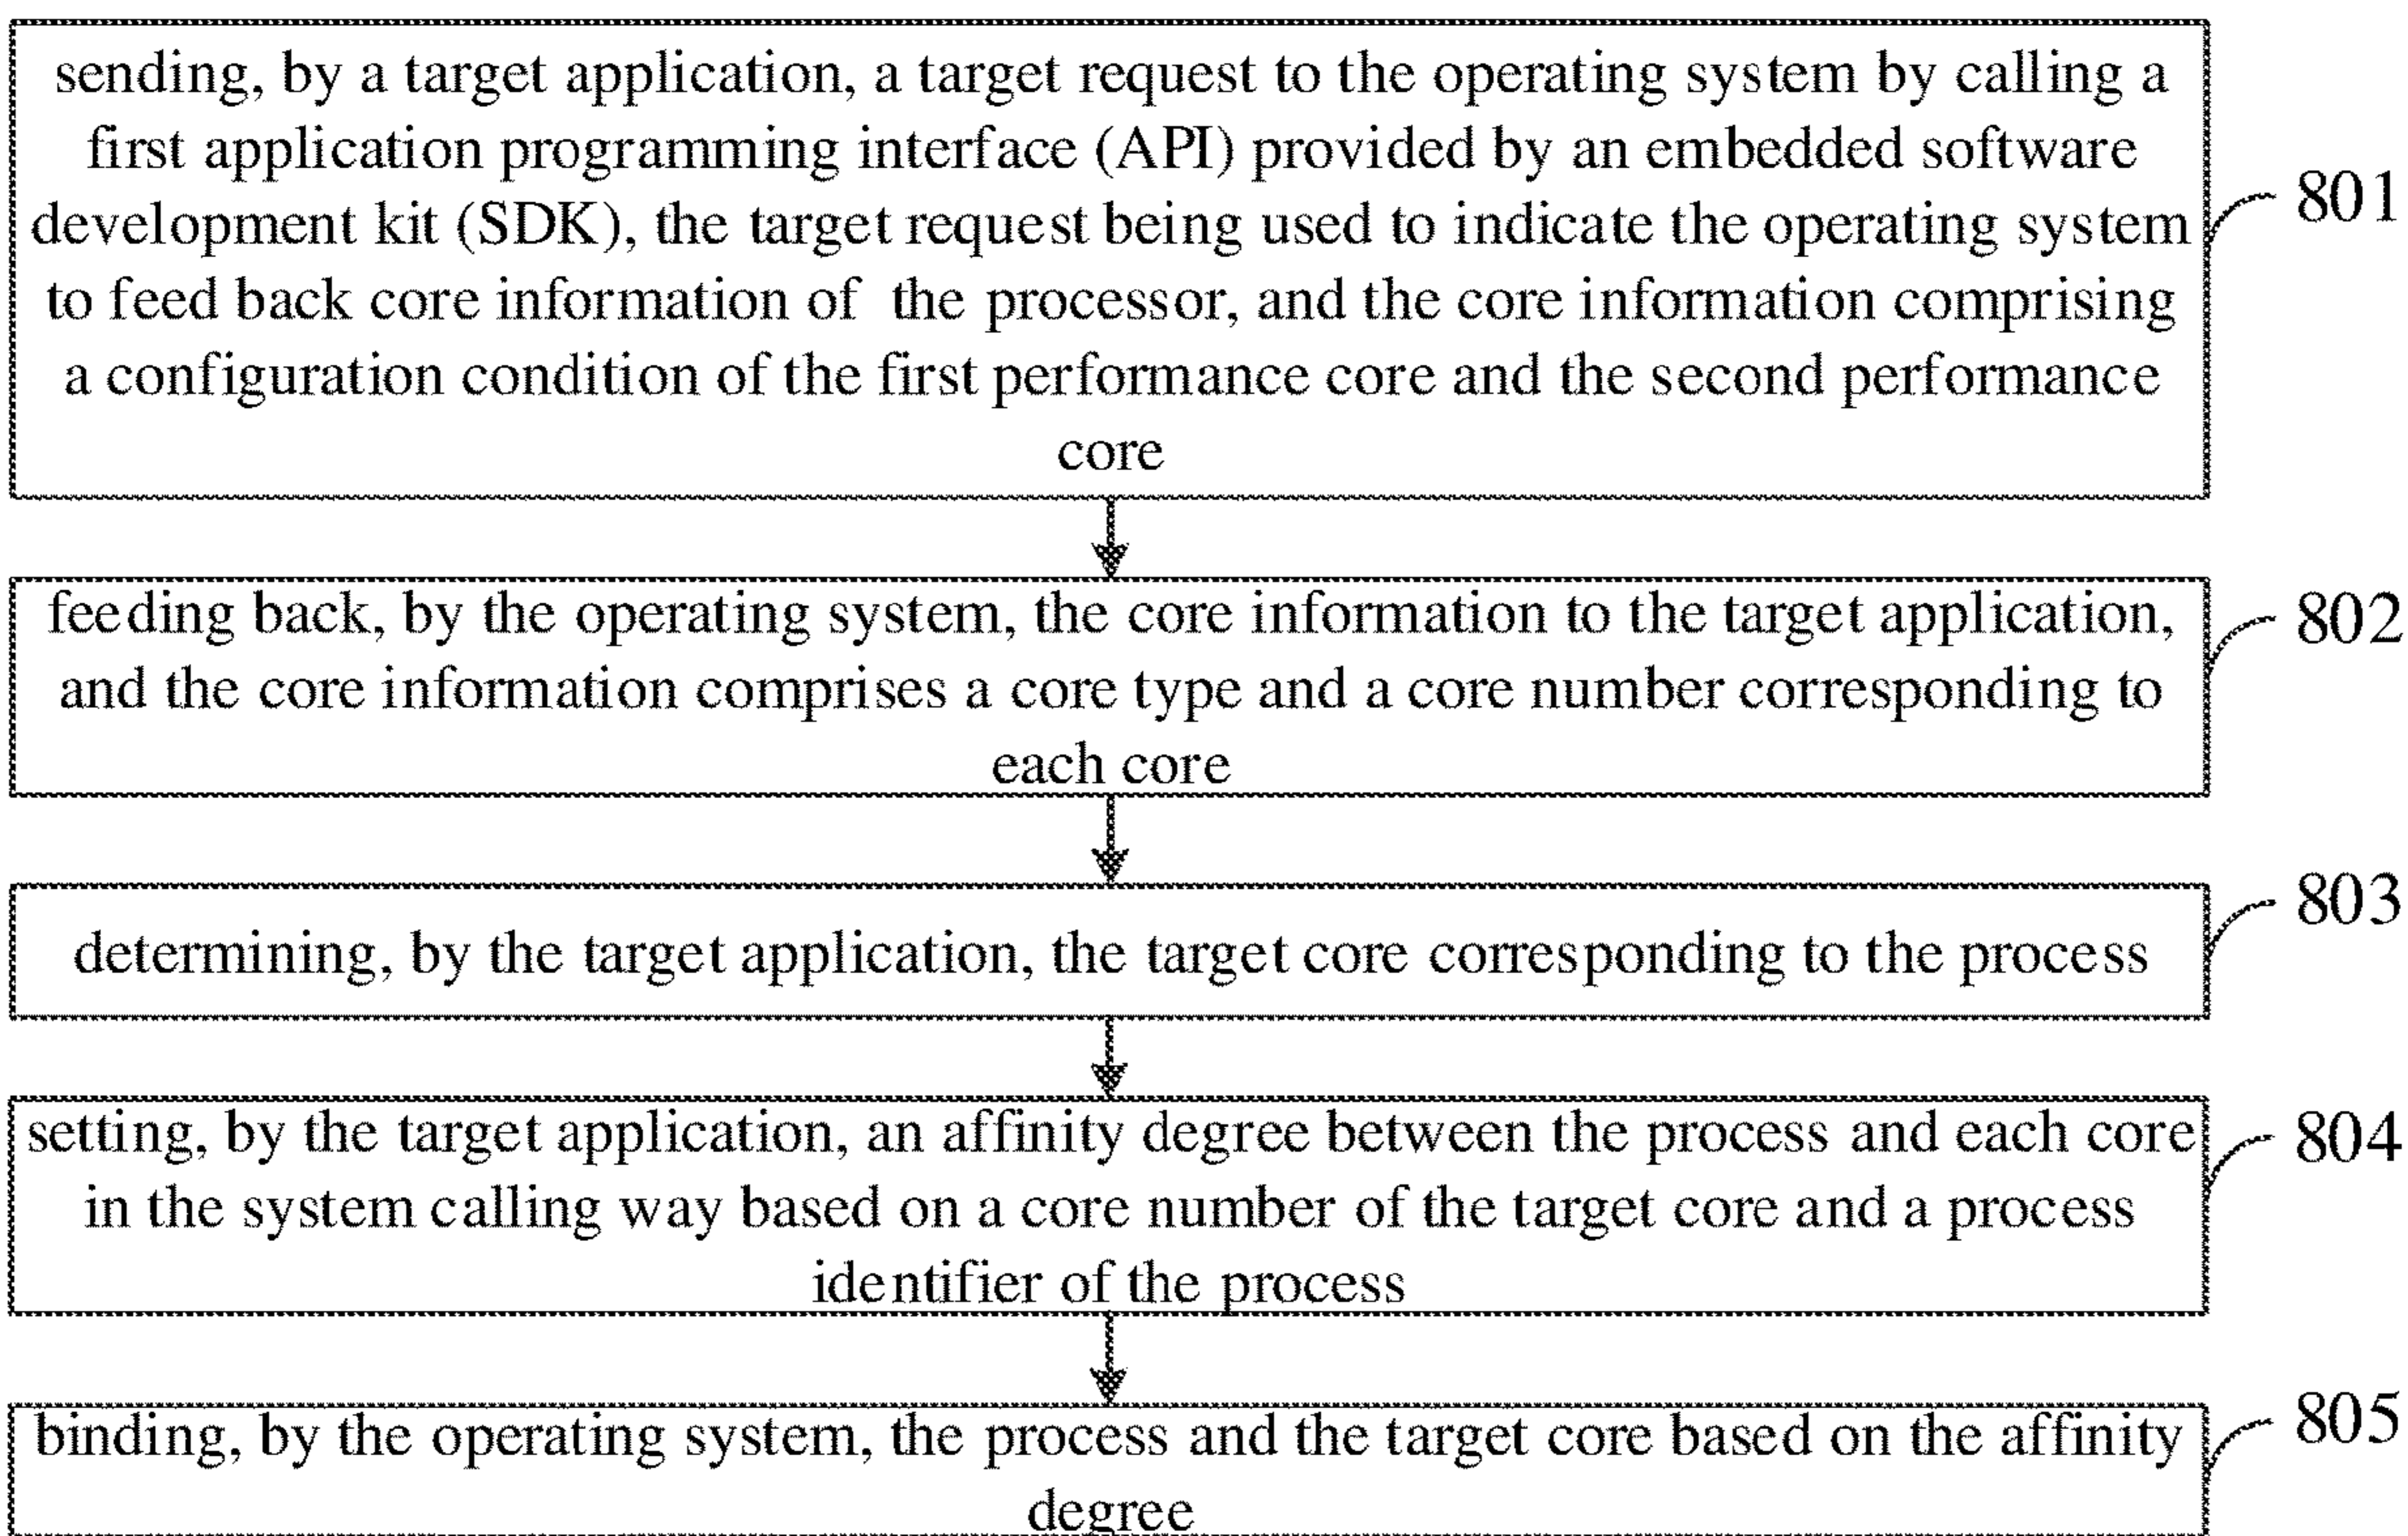 sending, by a target application, a target request to the operating system by calling a
first application programming interface (API) provided by an embedded software
development kit (SDK), the target request being used to indicate the operating system
to feed back core information of the processor, and the core information comprising
a configuration condition of the first performance core and the second performance
core
801
feeding back, by the operating system, the core information to the target application,
and the core information comprises a core type and a core number corresponding to
each core
802
determining, by the target application, the target core corresponding to the process
803
setting, by the target application, an affinity degree between the process and each core
in the system calling way based on a core number of the target core and a process
identifier of the process
804
binding, by the operating system, the process and the target core based on the affinity
degree
805